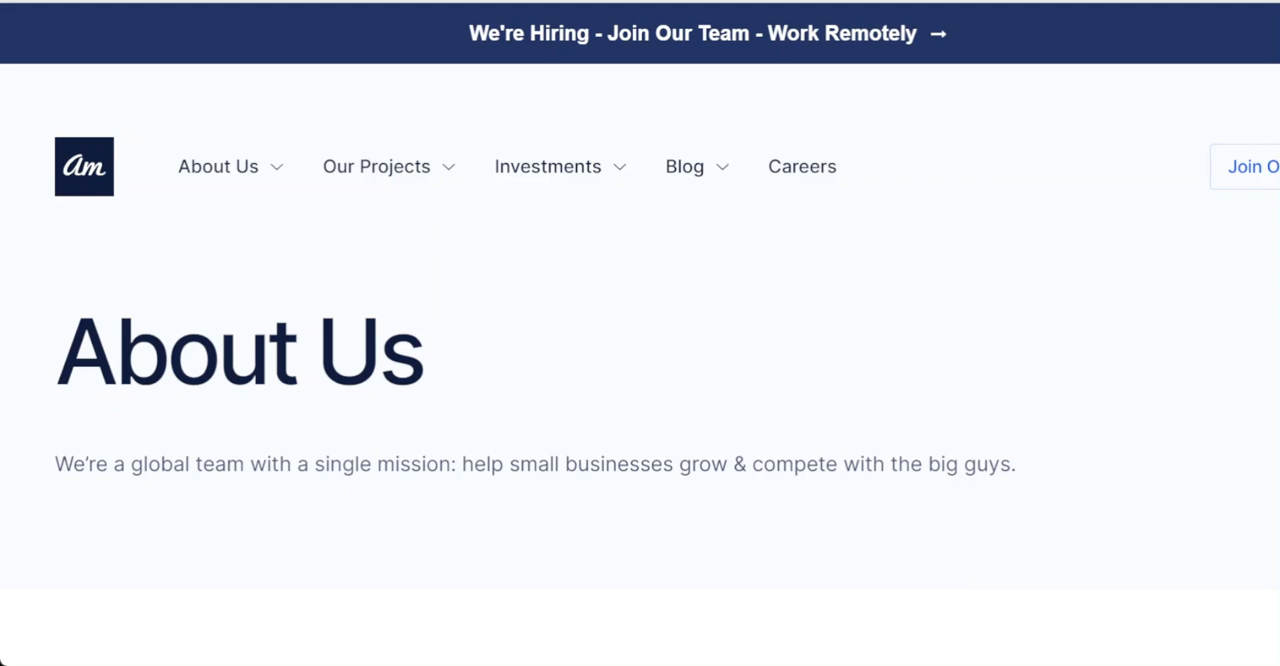 We're Hiring - Join Our Team - Work Remotely →
Am
About Us Our Projects Investments Blog Careers Join O
About Us
We’re a global team with a single mission: help small businesses grow & compete with the big guys.